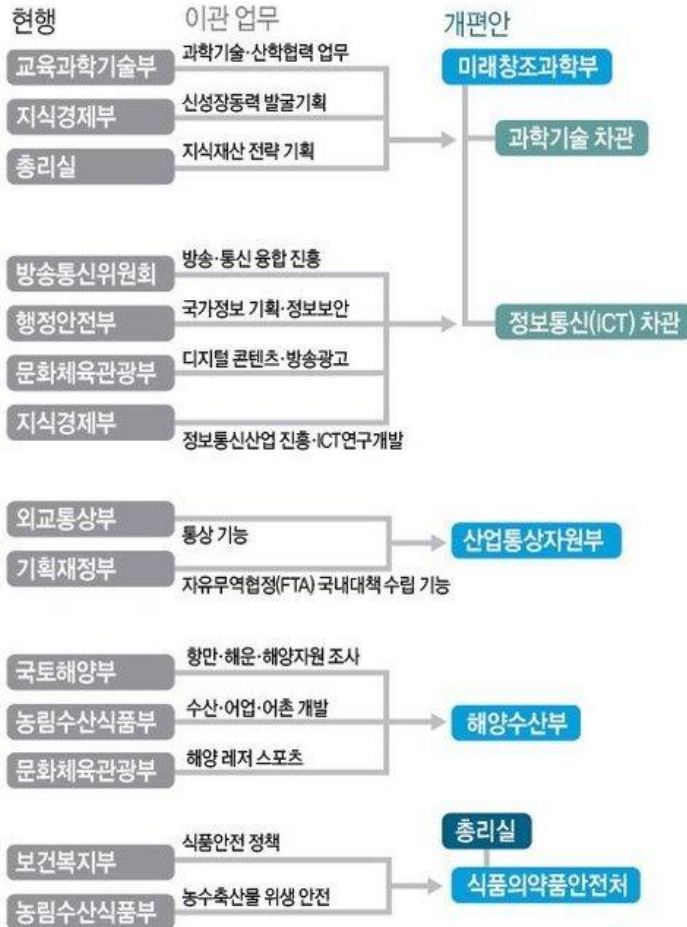 현행 이관 업무 개편안
교육과학기술부 과학기술·산학협력 업무 미래창조과학부
지식경제부 신성장동력 발굴기획
과학기술 차관
총리실 지식재산 전략 기획
방송통신위원회 방송·통신 융합 진흥
행정안전부 국가정보 기획·정보보안 정보통신(ICT) 차관
문화체육관광부 디지털 콘텐츠·방송광고
지식경제부
정보통신산업 진흥·ICT연구개발
외교통상부 통상 기능 산업통상자원부
기획재정부
자유무역협정(FTA) 국내대책 수립 기능
국토해양부 항만·해운·해양자원 조사
농림수산식품부 수산·어업·어촌 개발 해양수산부
문화체육관광부 해양 레저 스포츠
총리실
보건복지부 식품안전 정책
식품의약품안전처
농림수산식품부 농수축산물 위생 안전